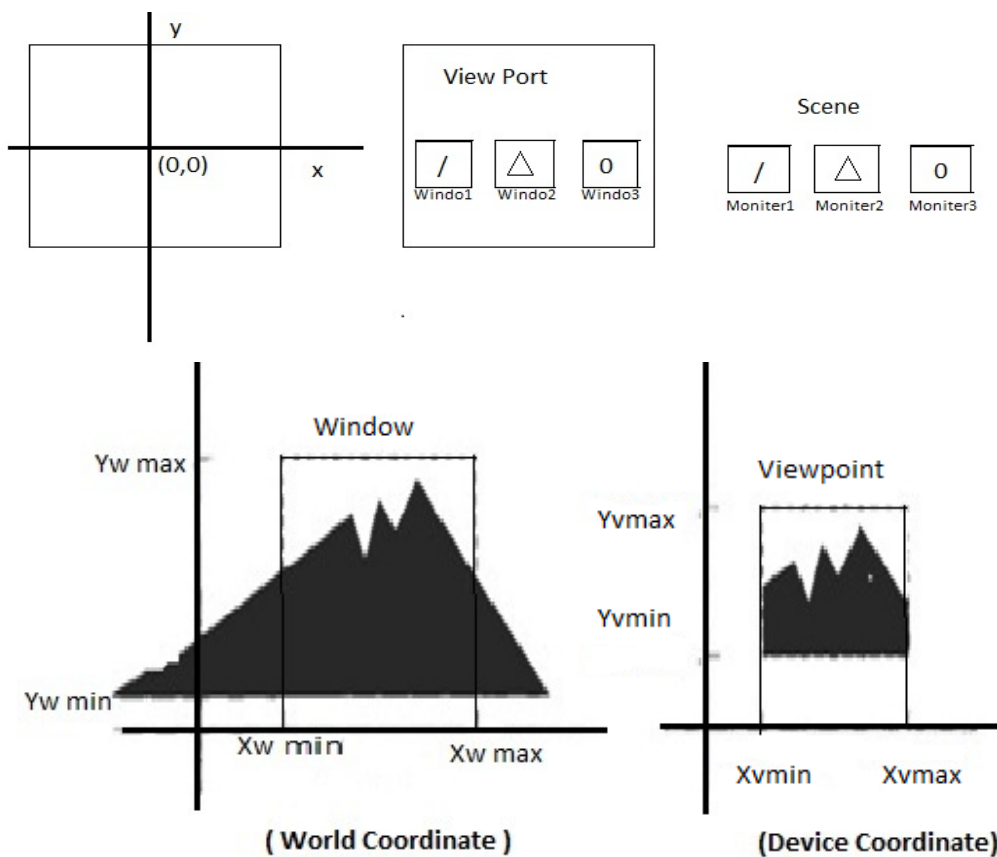 y
(0,0)
x
View Port
/ △ 0
Windo1 Windo2 Windo3
Scene
/ △ 0
Moniter1 Moniter2 Moniter3
Window
Yw max
Yw min
Xw min
Xw max
( World Coordinate )
Viewpoint
Yvmax
Yvmin
Xvmin
Xvmax
(Device Coordinate)